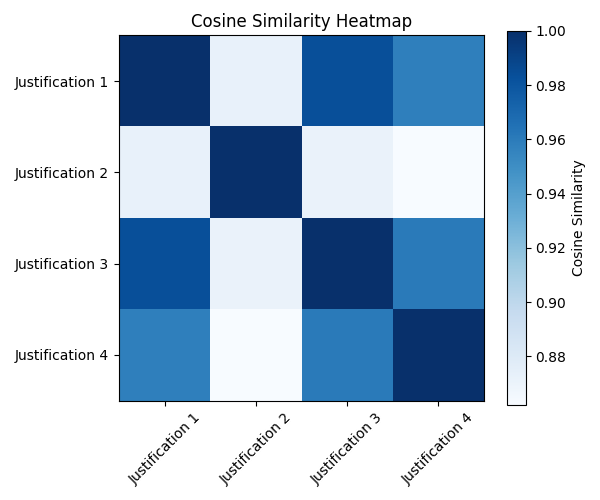 Cosine Similarity Heatmap
Justification 1
Justification 2
Justification 3
Justification 4
Justification 1
Justification 2
Justification 3
Justification 4
1.00
0.98
0.96
0.94
0.92
0.90
0.88
Cosine Similarity